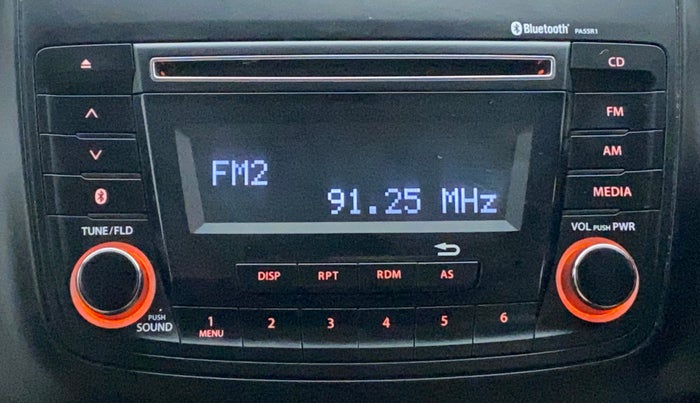 Bluetooth® PA55R1
CD
FM
FM2
AM
91.25 MHz
MEDIA
TUNE/FLD
VOL PUSH PWR
DISP RPT RDM AS
PUSH
SOUND
1 2 3 4 5 6
MENU